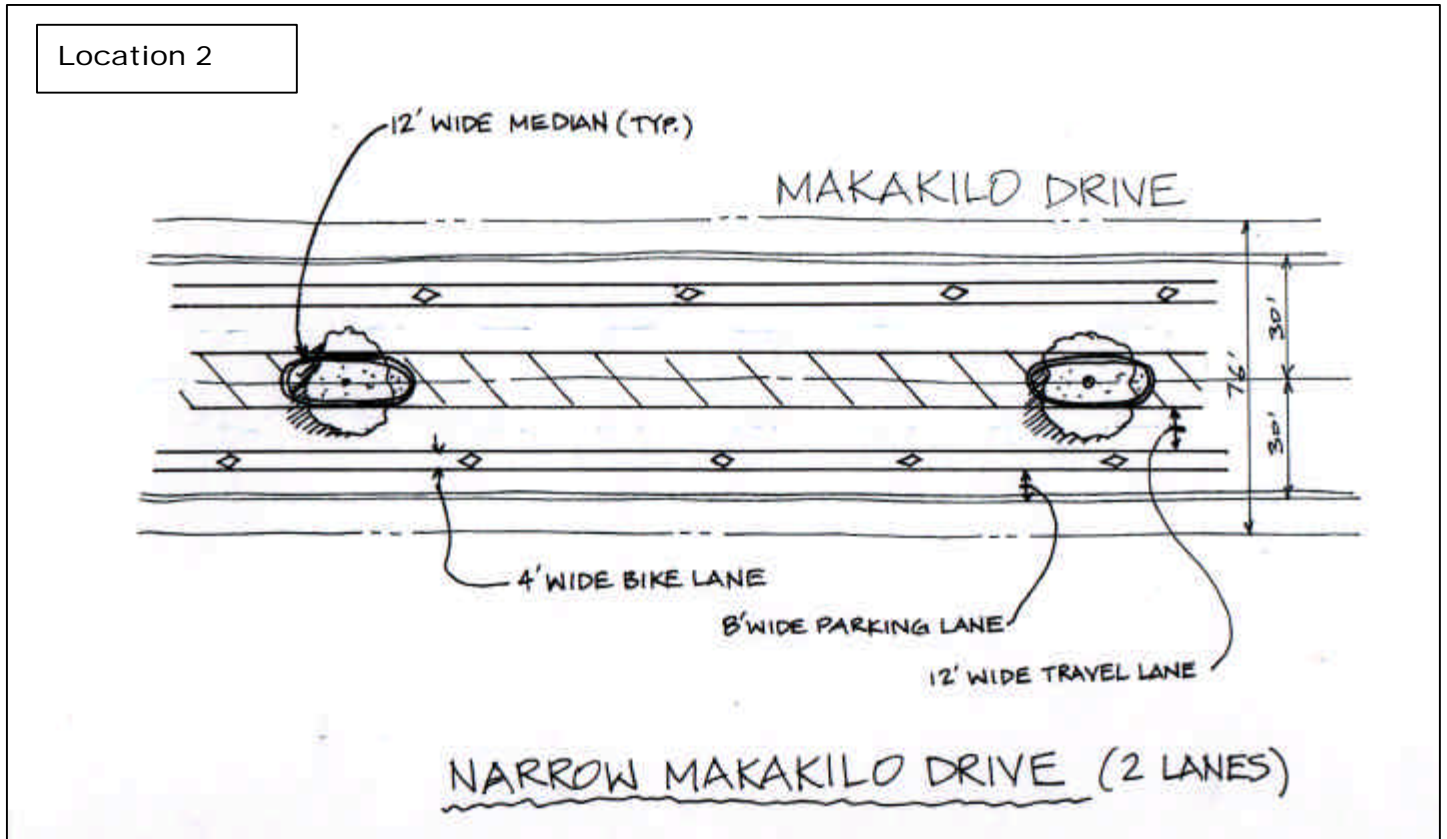 Location 2
12' WIDE MEDIAN (TYP.)
MAKAKILO DRIVE
30'
76'
30'
4' WIDE BIKE LANE
8' WIDE PARKING LANE
12' WIDE TRAVEL LANE
NARROW MAKAKILO DRIVE (2 LANES)